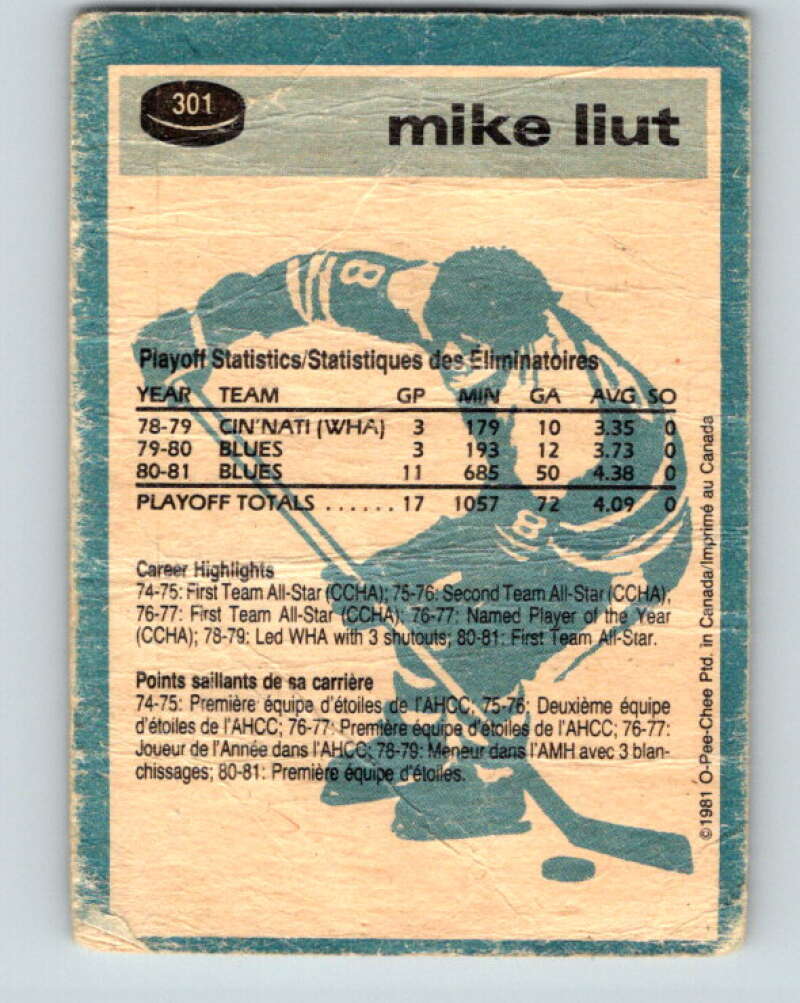 301
mike liut
Playoff Statistics/Statistiques des Éliminatoires
YEAR TEAM GP MIN GA AVG SO
78-79 CIN'NATI (WHA) 3 179 10 3.35 0
79-80 BLUES 3 193 12 3.73 0
80-81 BLUES 11 685 50 4.38 0
PLAYOFF TOTALS ...... 17 1057 72 4.09 0
Career Highlights
74-75: First Team All-Star (CCHA); 75-76: Second Team All-Star (CCHA);
76-77: First Team All-Star (CCHA); 76-77: Named Player of the Year
(CCHA); 78-79: Led WHA with 3 shutouts; 80-81: First Team All-Star.
Points saillants de sa carrière
74-75: Première équipe d'étoiles de l'AHCC; 75-76: Deuxième équipe
d'étoiles de l'AHCC; 76-77: Première équipe d'étoiles de l'AHCC; 76-77:
Joueur de l'Année dans l'AHCC; 78-79: Meneur dans l'AMH avec 3 blan-
chissages; 80-81: Première équipe d'étoiles.
8
8
©1981 O-Pee-Chee Ptd. in Canada/Imprimé au Canada